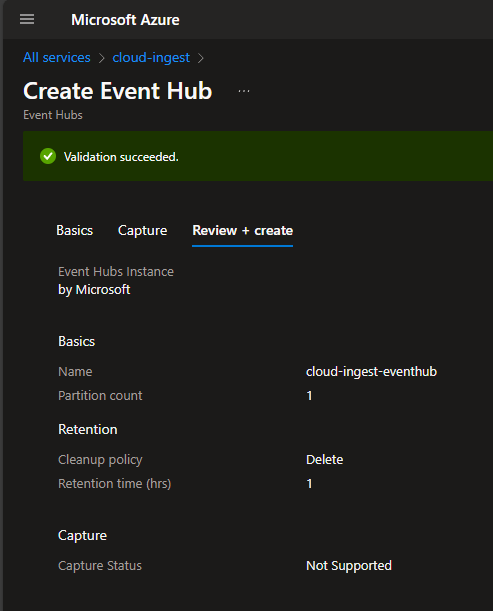 Microsoft Azure
All services > cloud-ingest >
Create Event Hub ...
Event Hubs
Validation succeeded.
Basics Capture Review + create
Event Hubs Instance
by Microsoft
Basics
Name cloud-ingest-eventhub
Partition count 1
Retention
Cleanup policy Delete
Retention time (hrs) 1
Capture
Capture Status Not Supported